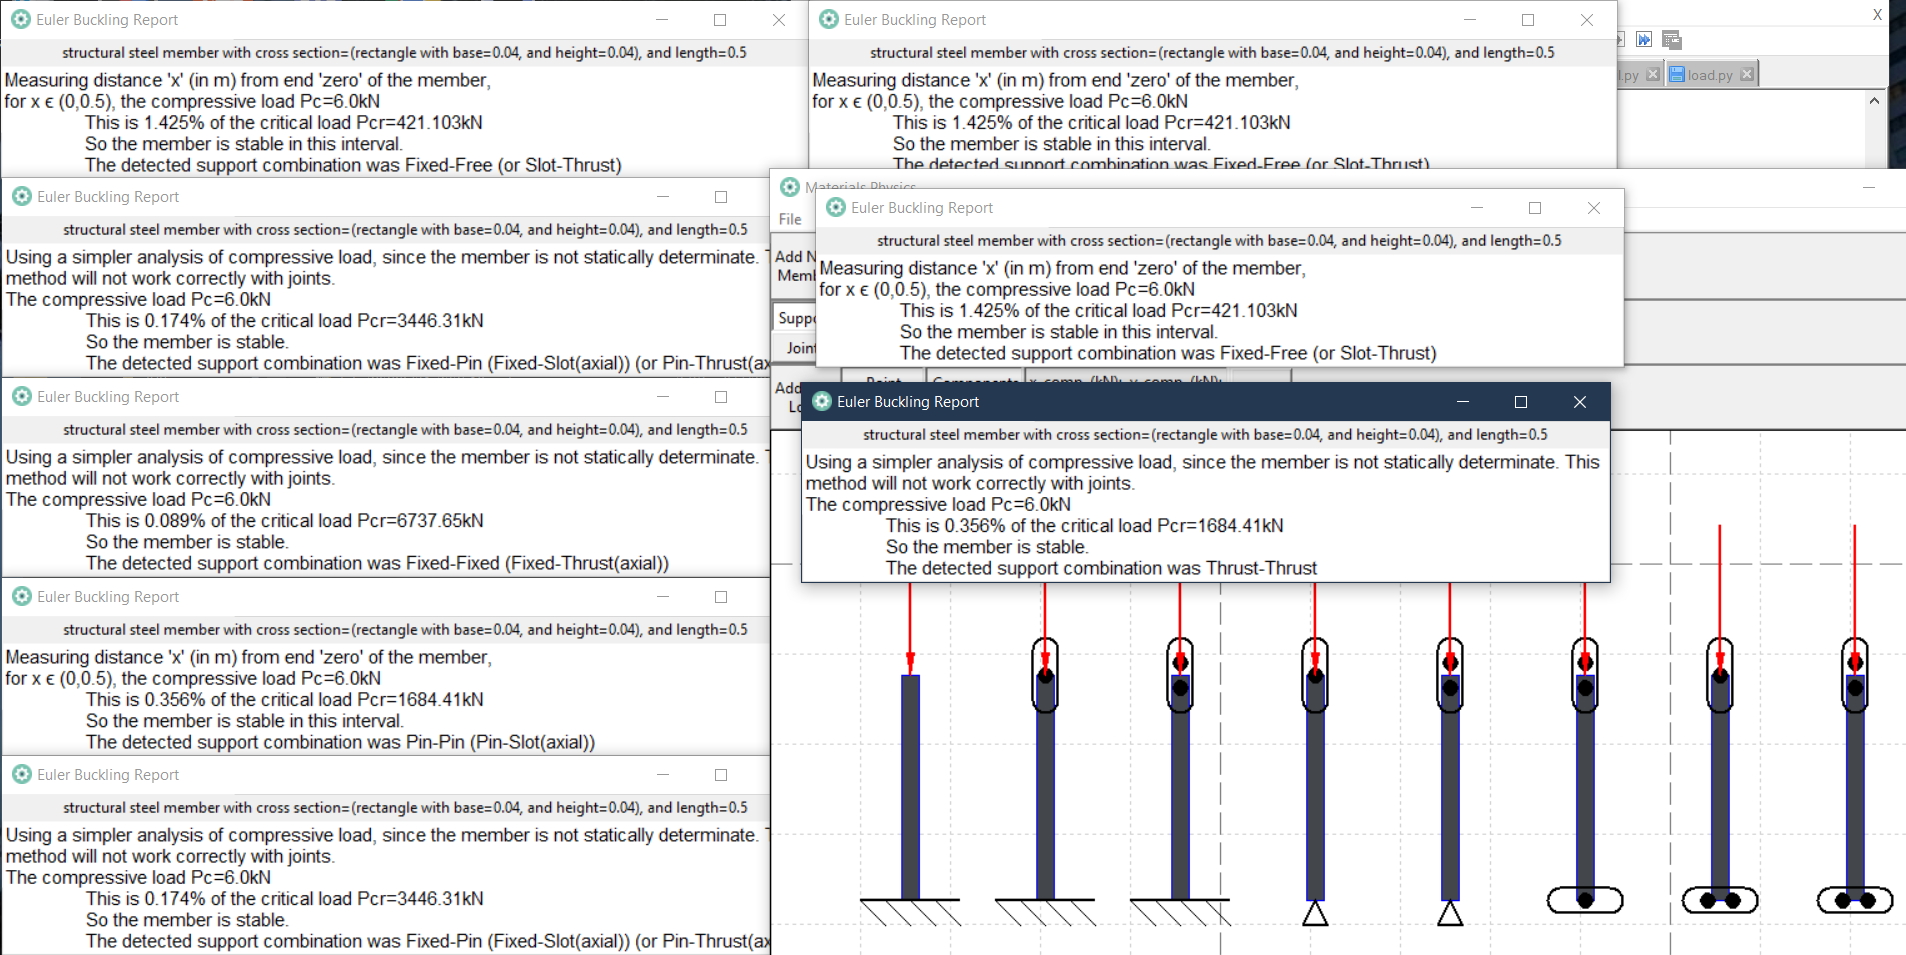 Euler Buckling Report
structural steel member with cross section=(rectangle with base=0.04, and height=0.04), and length=0.5
Measuring distance 'x' (in m) from end 'zero' of the member,
for x ϵ (0,0.5), the compressive load Pc=6.0kN
This is 1.425% of the critical load Pcr=421.103kN
So the member is stable in this interval.
The detected support combination was Fixed-Free (or Slot-Thrust)
Euler Buckling Report
structural steel member with cross section=(rectangle with base=0.04, and height=0.04), and length=0.5
Using a simpler analysis of compressive load, since the member is not statically determinate.
method will not work correctly with joints.
The compressive load Pc=6.0kN
This is 0.174% of the critical load Pcr=3446.31kN
So the member is stable.
The detected support combination was Fixed-Pin (Fixed-Slot(axial)) (or Pin-Thrust(ax
Euler Buckling Report
structural steel member with cross section=(rectangle with base=0.04, and height=0.04), and length=0.5
Using a simpler analysis of compressive load, since the member is not statically determinate.
method will not work correctly with joints.
The compressive load Pc=6.0kN
This is 0.089% of the critical load Pcr=6737.65kN
So the member is stable.
The detected support combination was Fixed-Fixed (Fixed-Thrust(axial))
Euler Buckling Report
structural steel member with cross section=(rectangle with base=0.04, and height=0.04), and length=0.5
Measuring distance 'x' (in m) from end 'zero' of the member,
for x ϵ (0,0.5), the compressive load Pc=6.0kN
This is 0.356% of the critical load Pcr=1684.41kN
So the member is stable in this interval.
The detected support combination was Pin-Pin (Pin-Slot(axial))
Euler Buckling Report
structural steel member with cross section=(rectangle with base=0.04, and height=0.04), and length=0.5
Using a simpler analysis of compressive load, since the member is not statically determinate.
method will not work correctly with joints.
The compressive load Pc=6.0kN
This is 0.174% of the critical load Pcr=3446.31kN
So the member is stable.
The detected support combination was Fixed-Pin (Fixed-Slot(axial)) (or Pin-Thrust(ax
Euler Buckling Report
structural steel member with cross section=(rectangle with base=0.04, and height=0.04), and length=0.5
Measuring distance 'x' (in m) from end 'zero' of the member,
for x ϵ (0,0.5), the compressive load Pc=6.0kN
This is 1.425% of the critical load Pcr=421.103kN
So the member is stable in this interval.
The detected support combination was Fixed-Free (or Slot-Thrust)
X
l.py
load.py
Materials Physics
File
Add N
Memb
Suppo
Joint
Add
Lo
Point
Components
x comp. (kN):
y comp. (kN):
Euler Buckling Report
structural steel member with cross section=(rectangle with base=0.04, and height=0.04), and length=0.5
Measuring distance 'x' (in m) from end 'zero' of the member,
for x ϵ (0,0.5), the compressive load Pc=6.0kN
This is 1.425% of the critical load Pcr=421.103kN
So the member is stable in this interval.
The detected support combination was Fixed-Free (or Slot-Thrust)
Euler Buckling Report
structural steel member with cross section=(rectangle with base=0.04, and height=0.04), and length=0.5
Using a simpler analysis of compressive load, since the member is not statically determinate. This
method will not work correctly with joints.
The compressive load Pc=6.0kN
This is 0.356% of the critical load Pcr=1684.41kN
So the member is stable.
The detected support combination was Thrust-Thrust